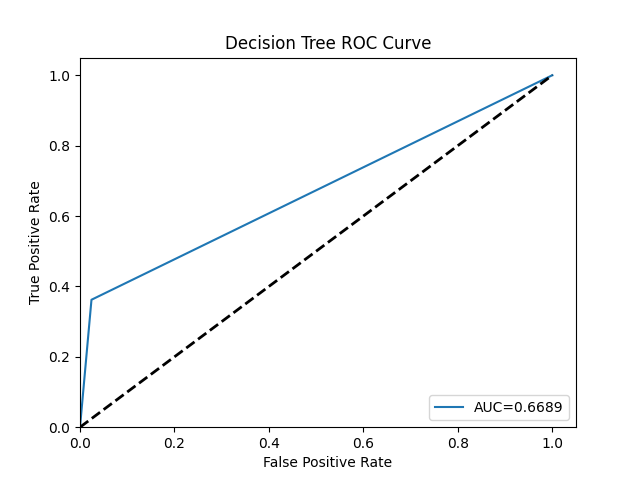 Decision Tree ROC Curve
True Positive Rate
1.0
0.8
0.6
0.4
0.2
0.0
0.0 0.2 0.4 0.6 0.8 1.0
False Positive Rate
AUC=0.6689